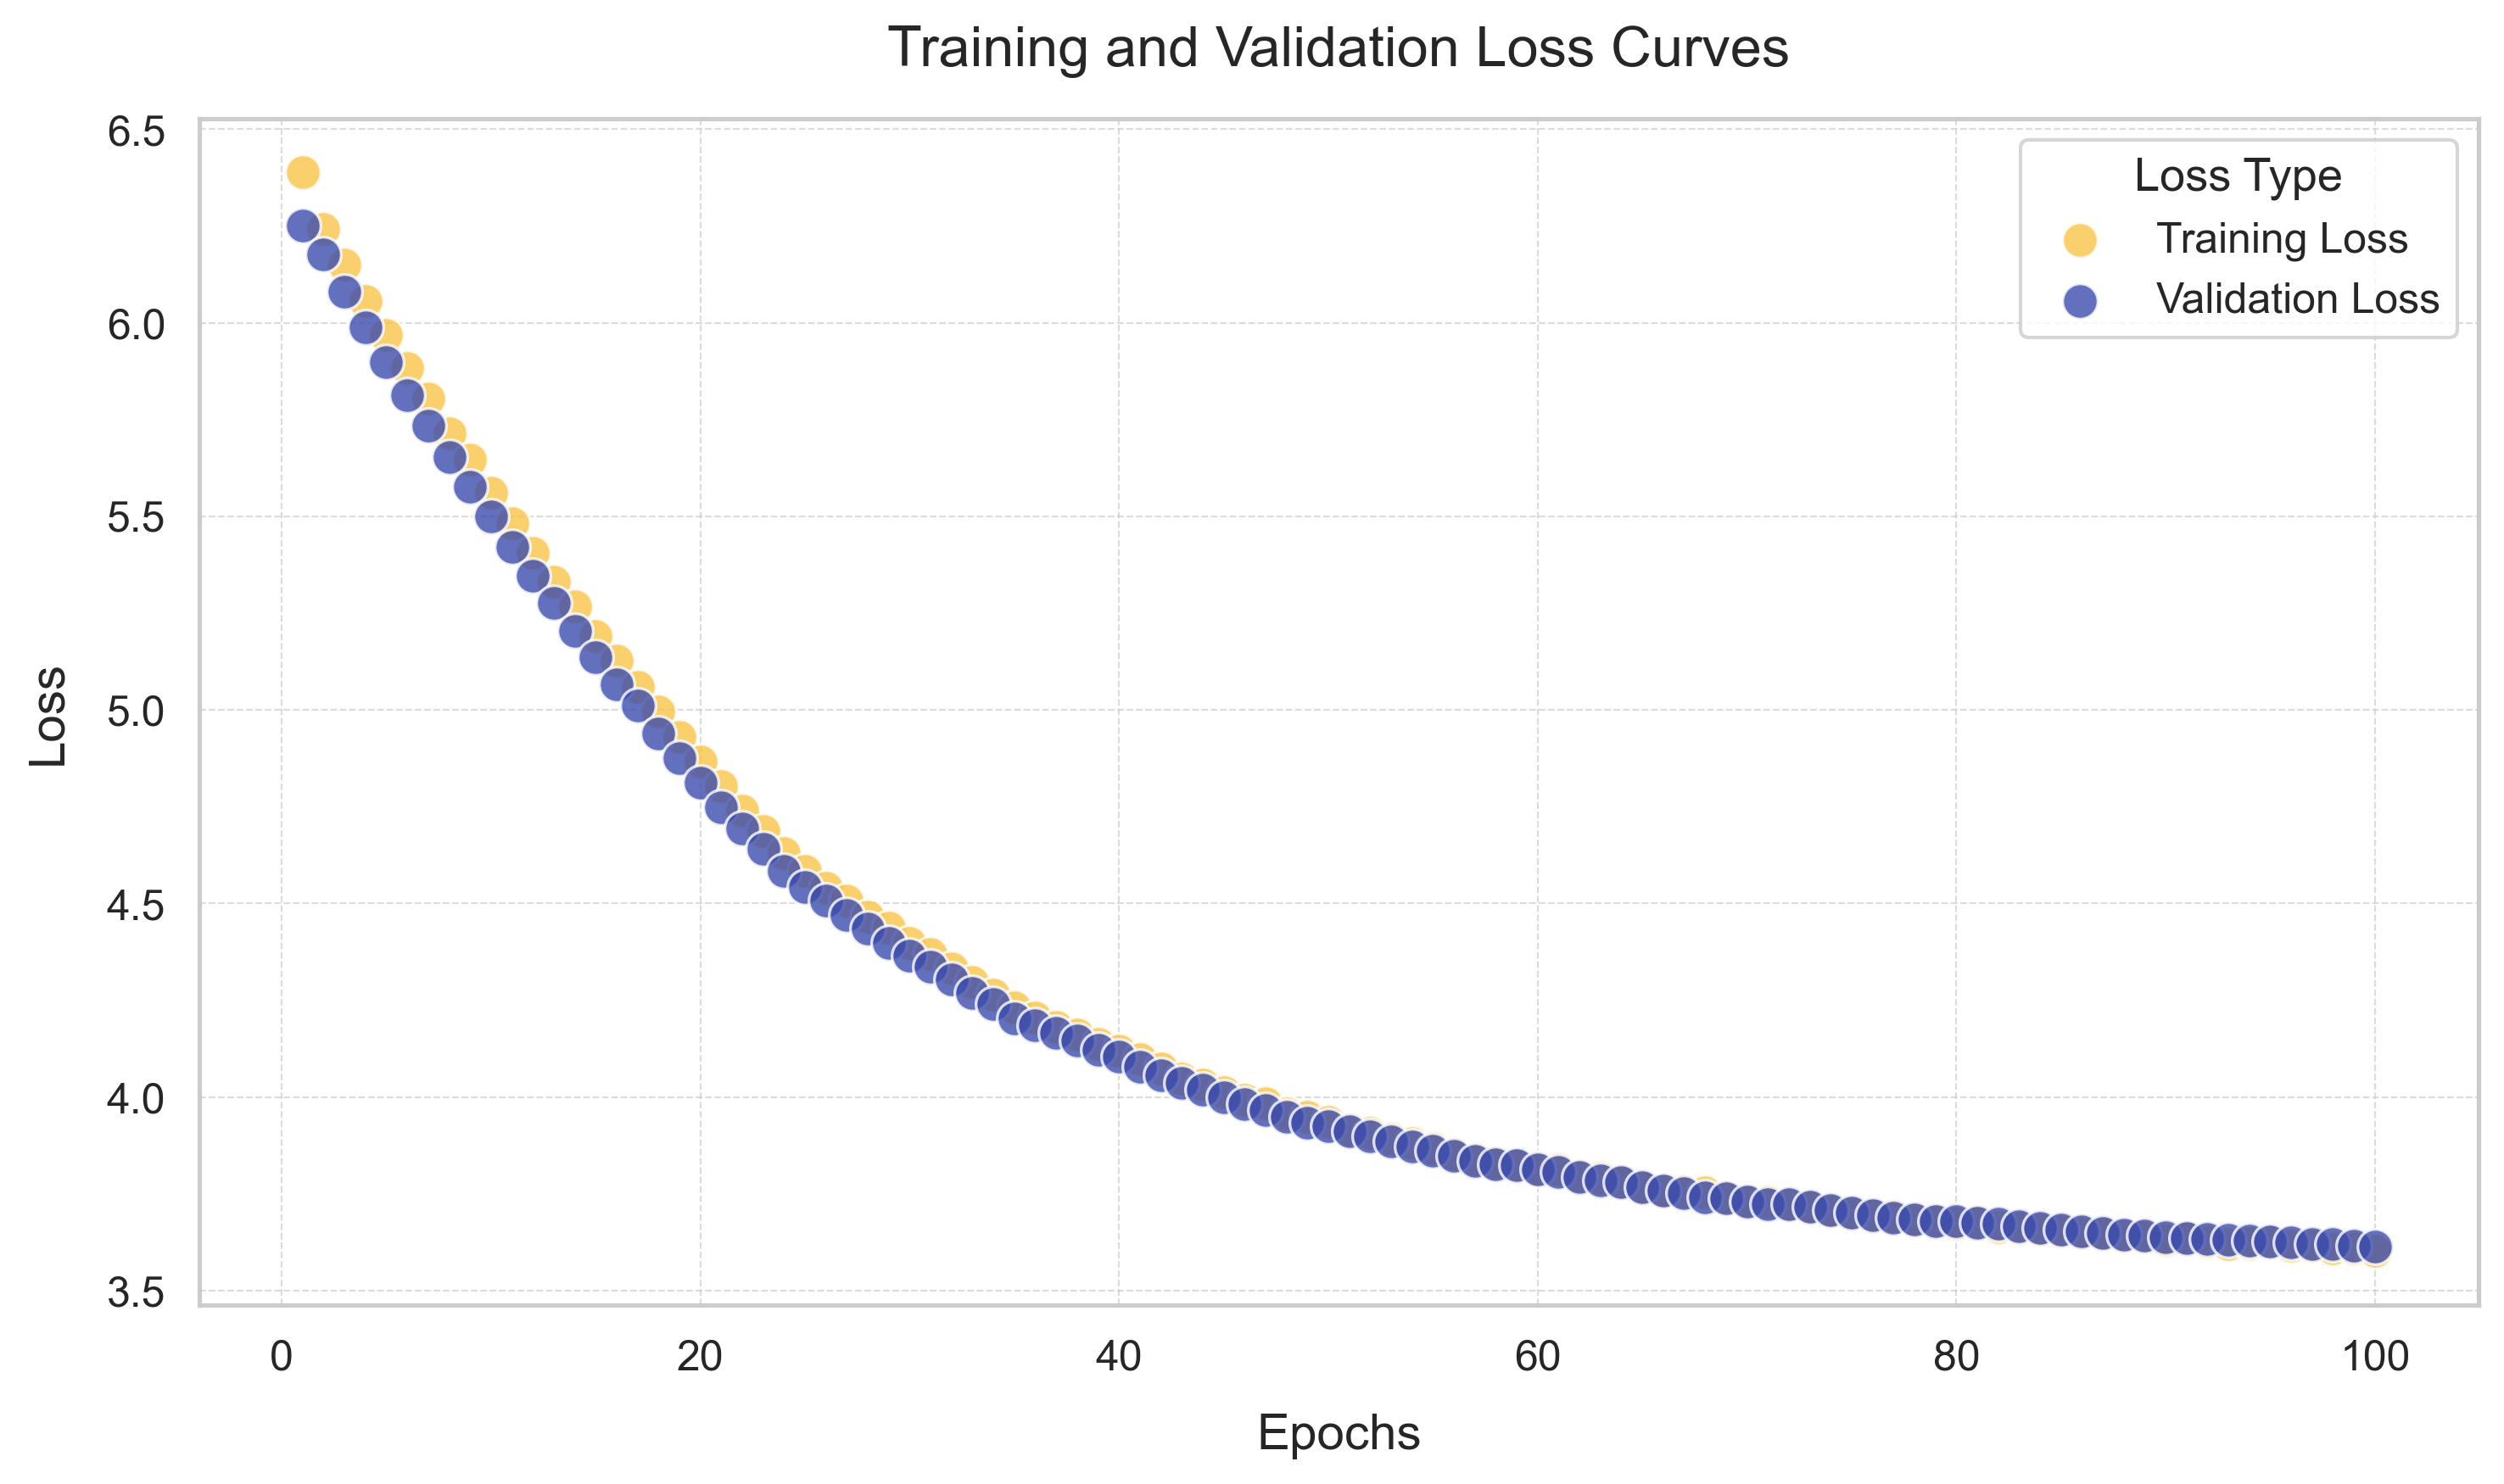 Training and Validation Loss Curves
6.5
6.0
5.5
5.0
4.5
4.0
3.5
Loss
Loss Type
Training Loss
Validation Loss
0 20 40 60 80 100
Epochs